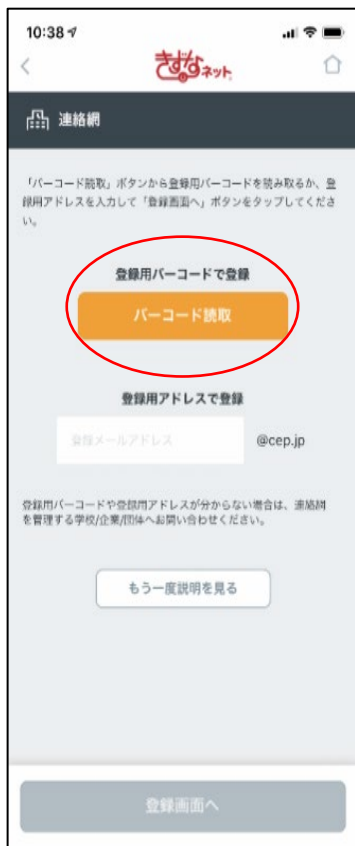 10:38
きずなネット
連絡網
「バーコード読取」ボタンから登録用バーコードを読み取るか、登
録用アドレスを入力して「登録画面へ」ボタンをタップしてくださ
い。
登録用バーコードで登録
バーコード読取
登録用アドレスで登録
登録メールアドレス
@cep.jp
登録用バーコードや登録用アドレスが分からない場合は、連絡網
を管理する学校/企業/団体へお問い合わせください。
もう一度説明を見る
登録画面へ